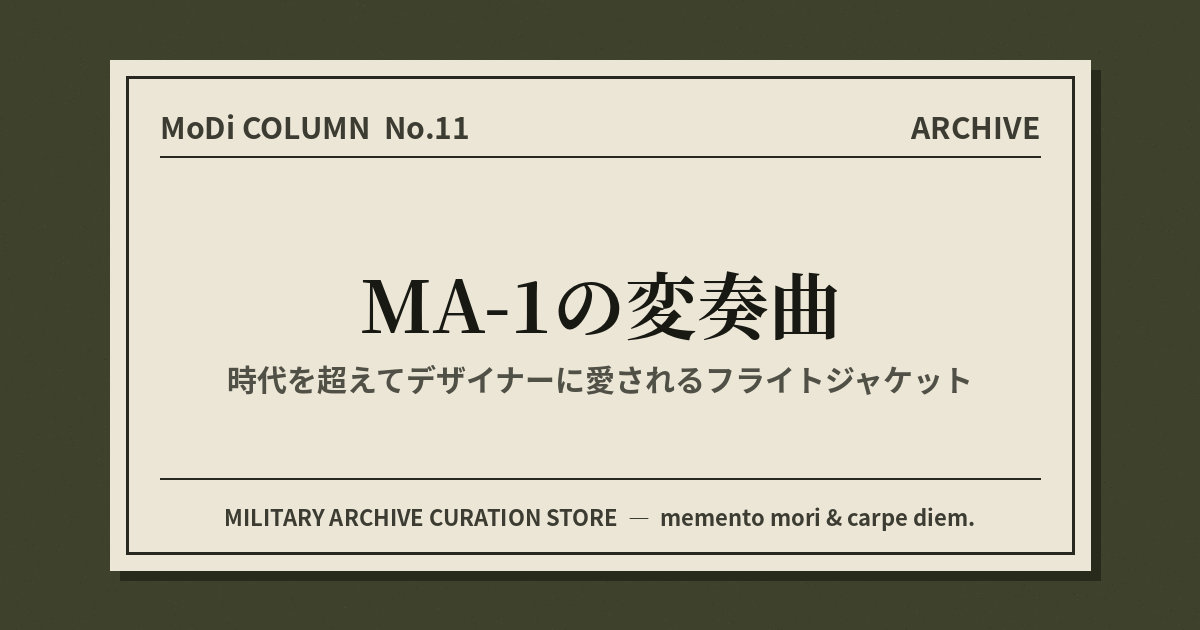 MoDi COLUMN No.11
ARCHIVE
MA-1の変奏曲
時代を超えてデザイナーに愛されるフライトジャケット
MILITARY ARCHIVE CURATION STORE — memento mori & carpe diem.